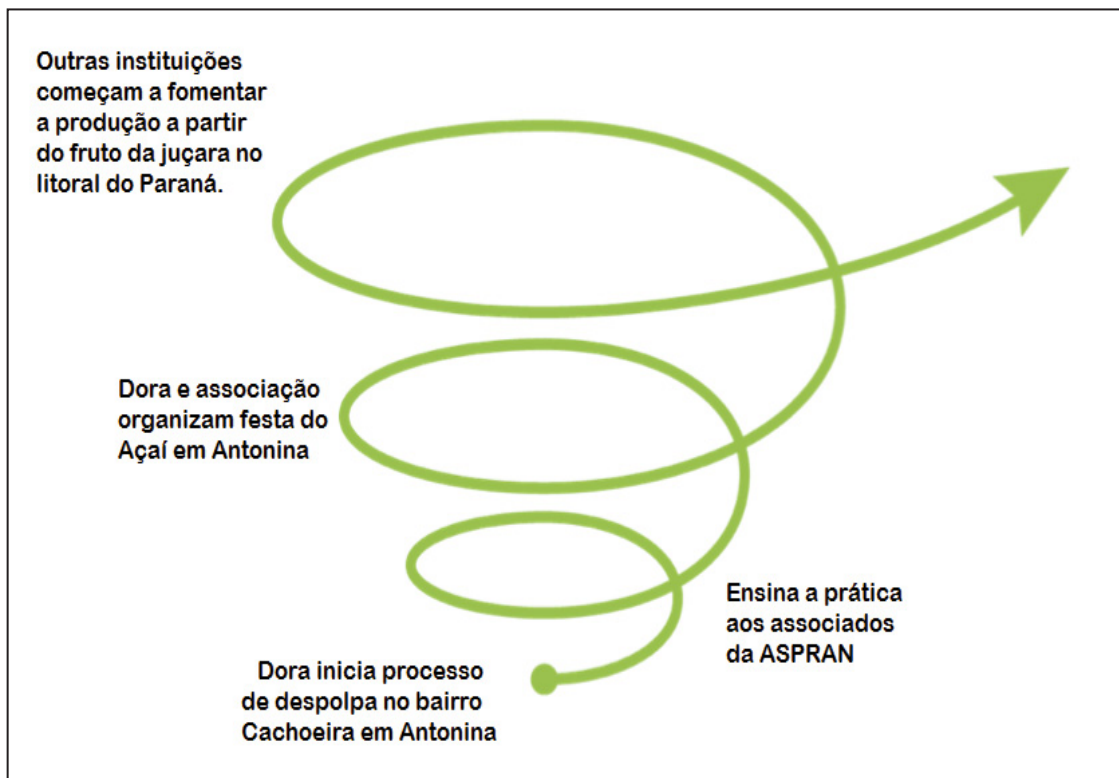 Outras instituições
começam a fomentar
a produção a partir
do fruto da juçara no
litoral do Paraná.
Dora e associação
organizam festa do
Açaí em Antonina
Ensina a prática
aos associados
da ASPRAN
Dora inicia processo
de despolpa no bairro
Cachoeira em Antonina